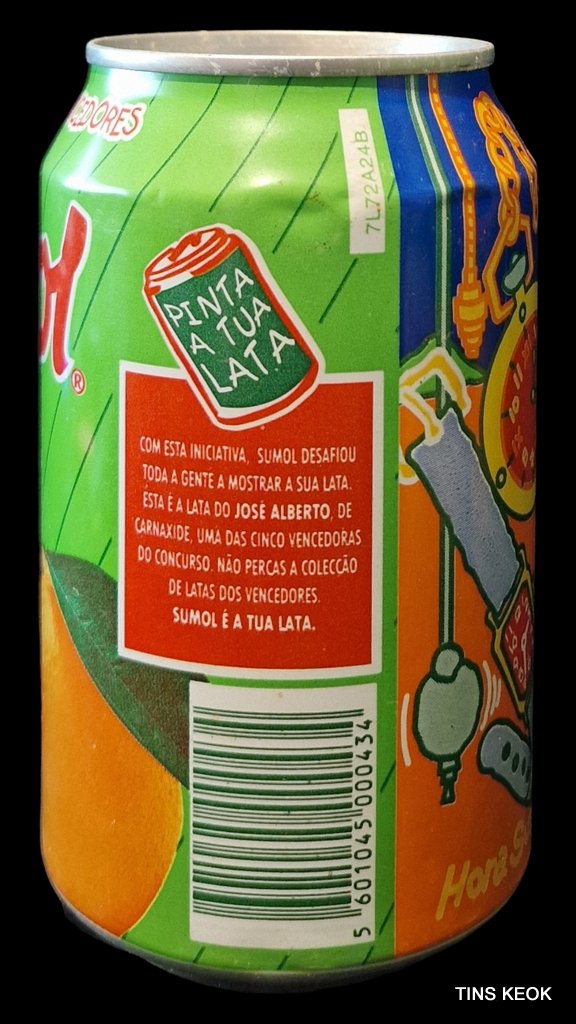 7L72A24B
PINTA
A TUA
LATA
®
COM ESTA INICIATIVA, SUMOL DESAFIOU
TODA A GENTE A MOSTRAR A SUA LATA.
ESTA É A LATA DO JOSÉ ALBERTO, DE
CARNAXIDE, UMA DAS CINCO VENCEDORAS
DO CONCURSO. NÃO PERCAS A COLECÇÃO
DE LATAS DOS VENCEDORES.
SUMOL É A TUA LATA.
5 601045 000434
Hora
TINS KEOK